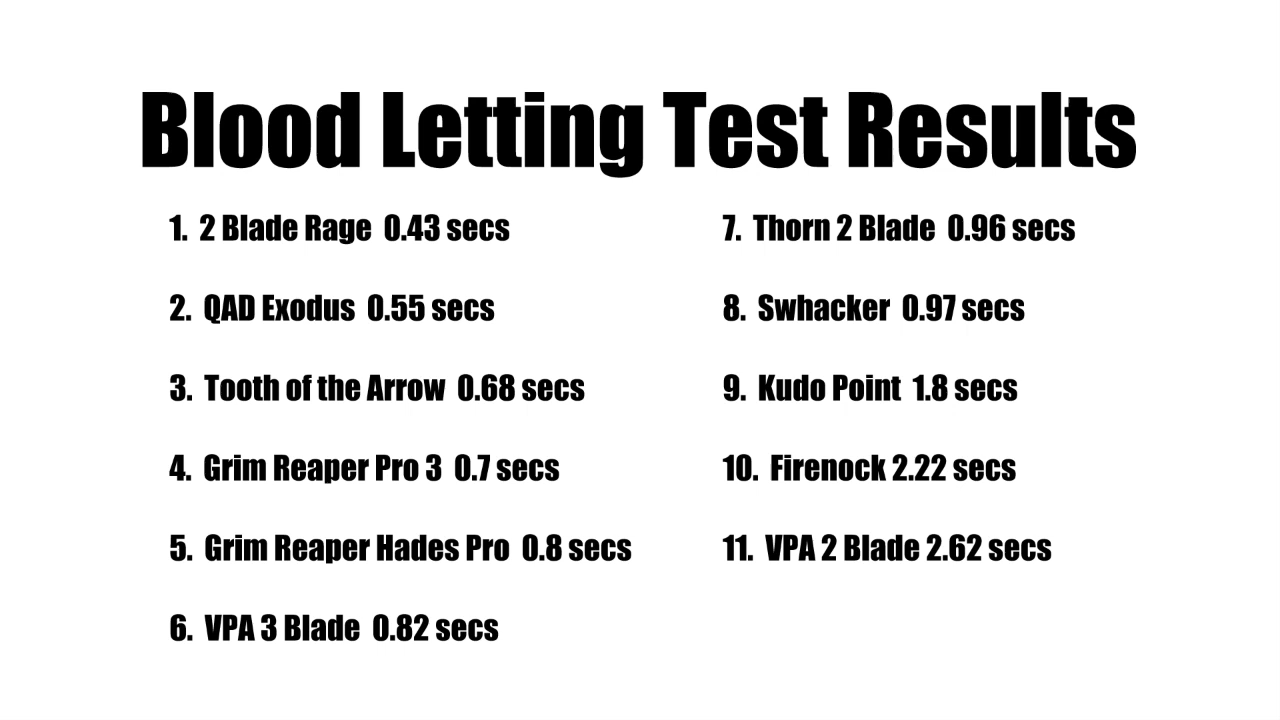 Blood Letting Test Results
1. 2 Blade Rage 0.43 secs
2. QAD Exodus 0.55 secs
3. Tooth of the Arrow 0.68 secs
4. Grim Reaper Pro 3 0.7 secs
5. Grim Reaper Hades Pro 0.8 secs
6. VPA 3 Blade 0.82 secs
7. Thorn 2 Blade 0.96 secs
8. Swhacker 0.97 secs
9. Kudo Point 1.8 secs
10. Firenock 2.22 secs
11. VPA 2 Blade 2.62 secs